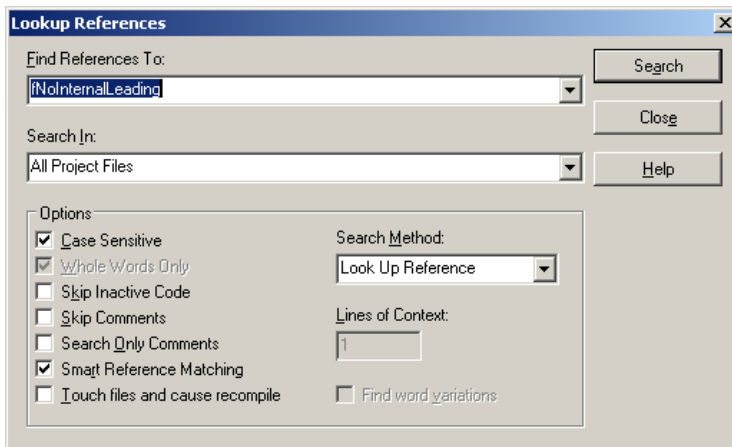 Lookup References
Find References To:
fNoInternalLeading
Search In:
All Project Files
Search
Close
Help
Options
Case Sensitive
Whole Words Only
Skip Inactive Code
Skip Comments
Search Only Comments
Smart Reference Matching
Touch files and cause recompile
Search Method:
Look Up Reference
Lines of Context:
1
Find word variations